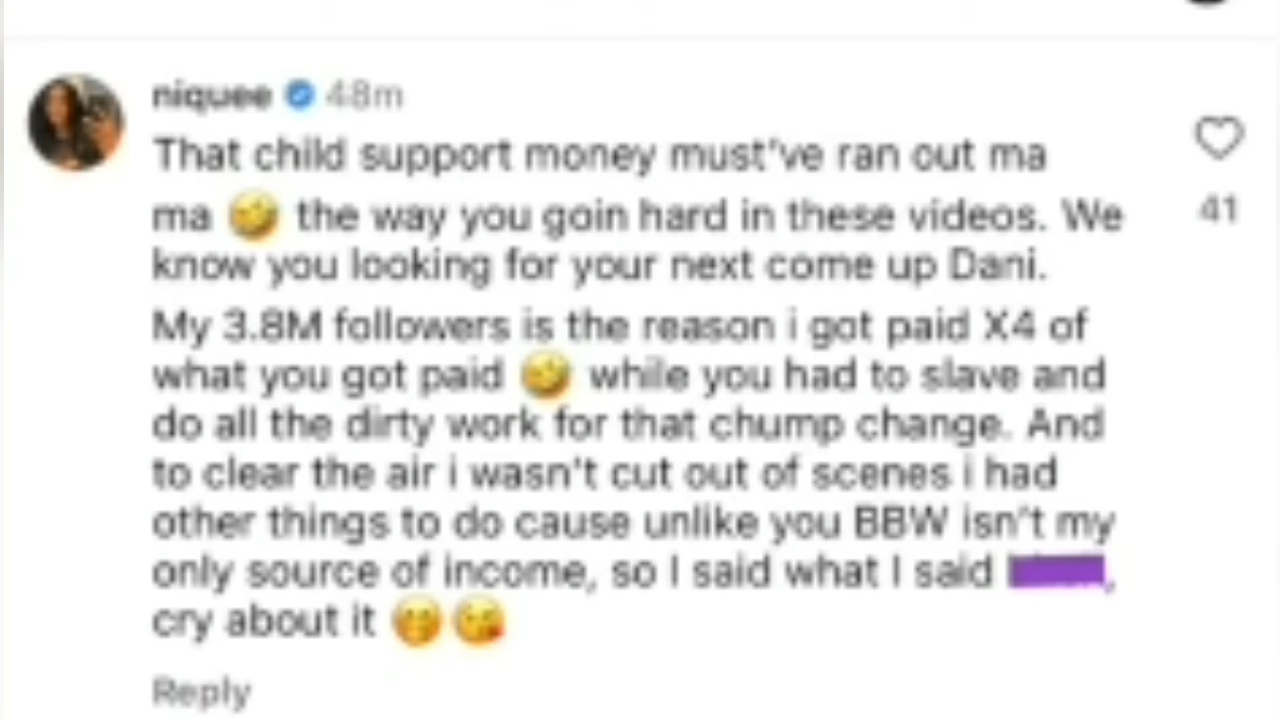 niquee 48m
That child support money must've ran out ma
ma 🤣 the way you goin hard in these videos. We
know you looking for your next come up Dani.
My 3.8M followers is the reason i got paid X4 of
what you got paid 🤣 while you had to slave and
do all the dirty work for that chump change. And
to clear the air i wasn't cut out of scenes i had
other things to do cause unlike you BBW isn't my
only source of income, so I said what I said ,
cry about it 🤭😘
Reply
41